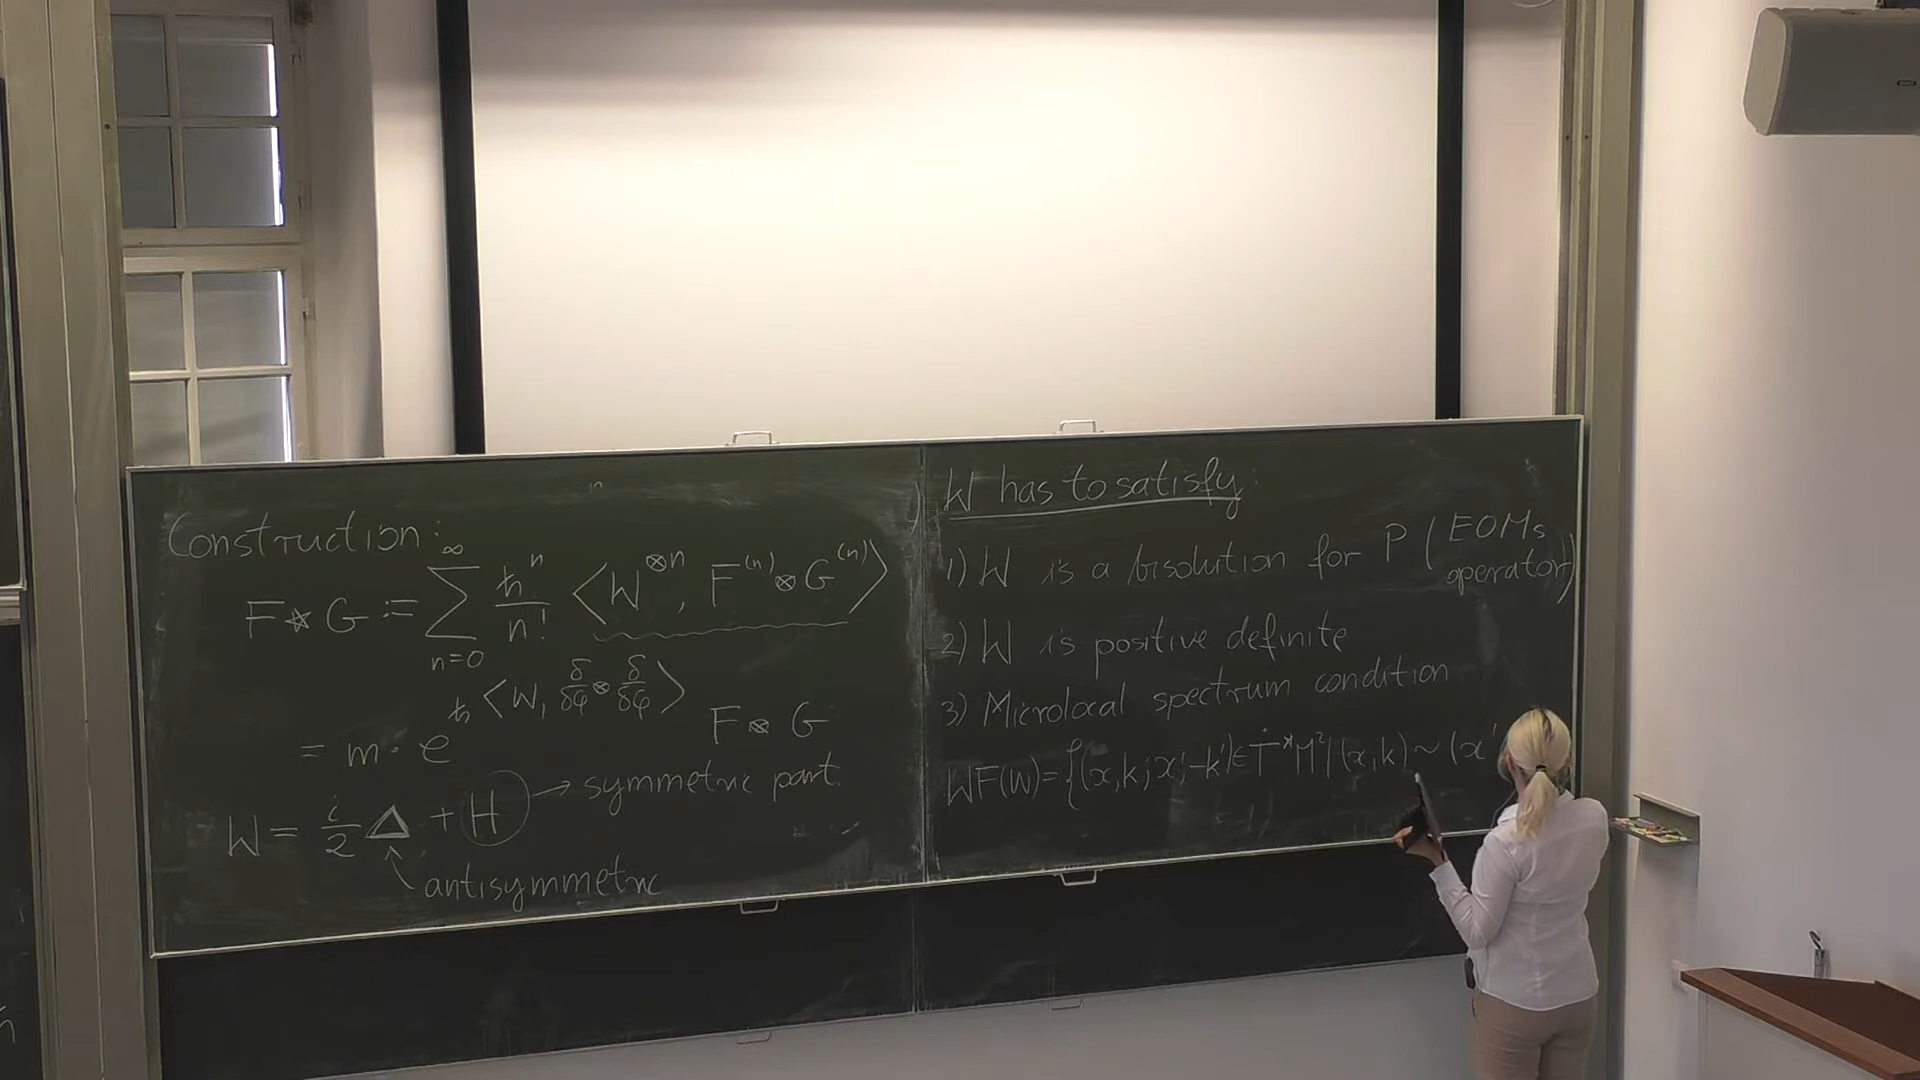 Construction:
F ⋆ G := ∑_{n=0}^{∞} ħ^n/n! ⟨W^{⊗n}, F^{(n)} ⊗ G^{(n)}⟩
= m · e^{ħ⟨W, δ/δφ ⊗ δ/δφ⟩} F ⊗ G
W = i/2 Δ + H → symmetric part
antisymmetric
W has to satisfy:
1) W is a bisolution for P (EOMs
operator)
2) W is positive definite
3) Microlocal spectrum condition
WF(W) = {(x,k; x',-k') ∈ Ṫ*M² | (x,k) ~ (x'